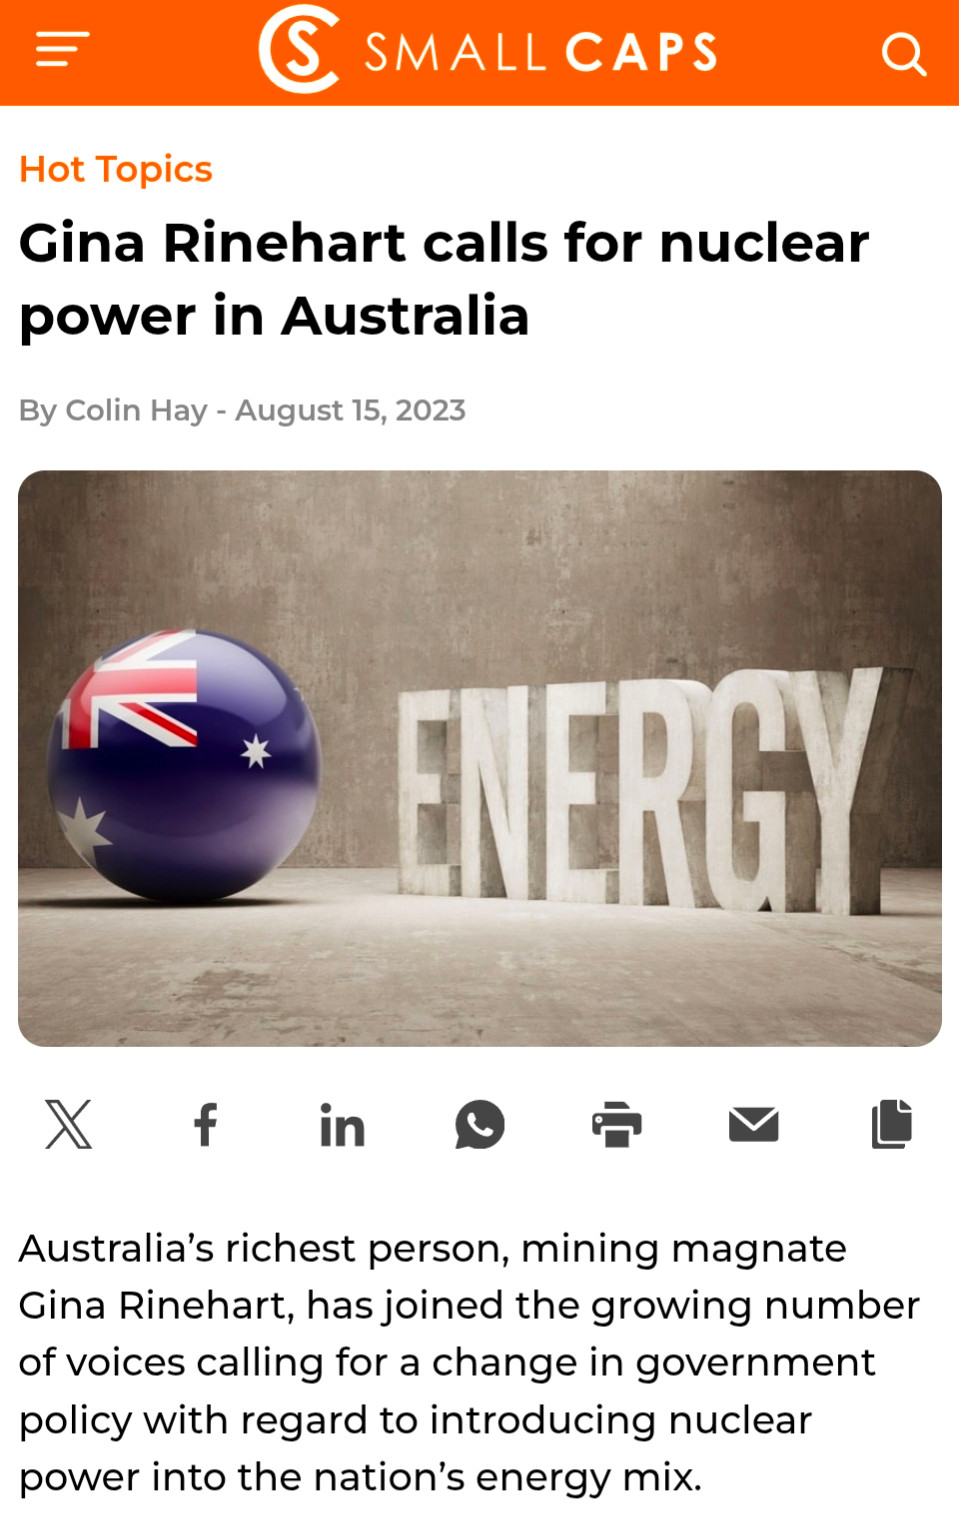 SMALL CAPS
Hot Topics
Gina Rinehart calls for nuclear
power in Australia
By Colin Hay - August 15, 2023
ENERGY
Australia’s richest person, mining magnate
Gina Rinehart, has joined the growing number
of voices calling for a change in government
policy with regard to introducing nuclear
power into the nation’s energy mix.